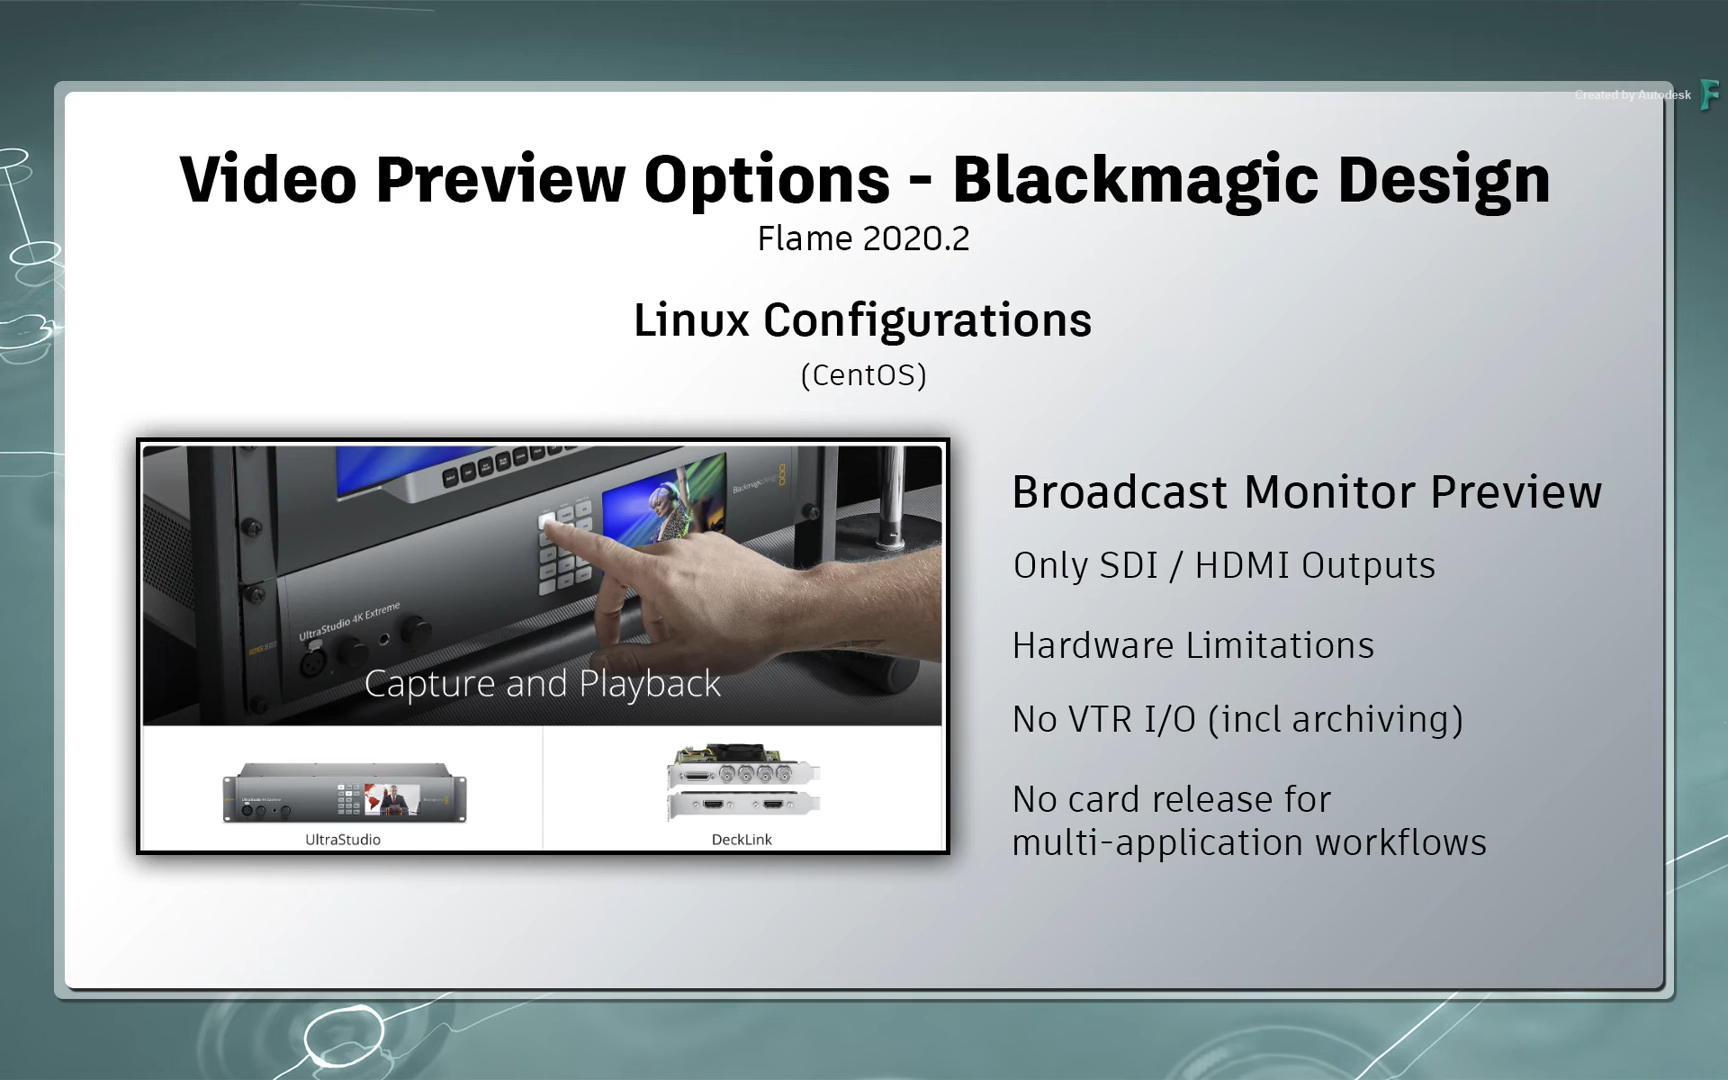 Created by Autodesk
Video Preview Options - Blackmagic Design
Flame 2020.2
Linux Configurations
(CentOS)
Blackmagicdesign
UltraStudio 4K Extreme
Capture and Playback
UltraStudio
DeckLink
Broadcast Monitor Preview
Only SDI / HDMI Outputs
Hardware Limitations
No VTR I/O (incl archiving)
No card release for
multi-application workflows